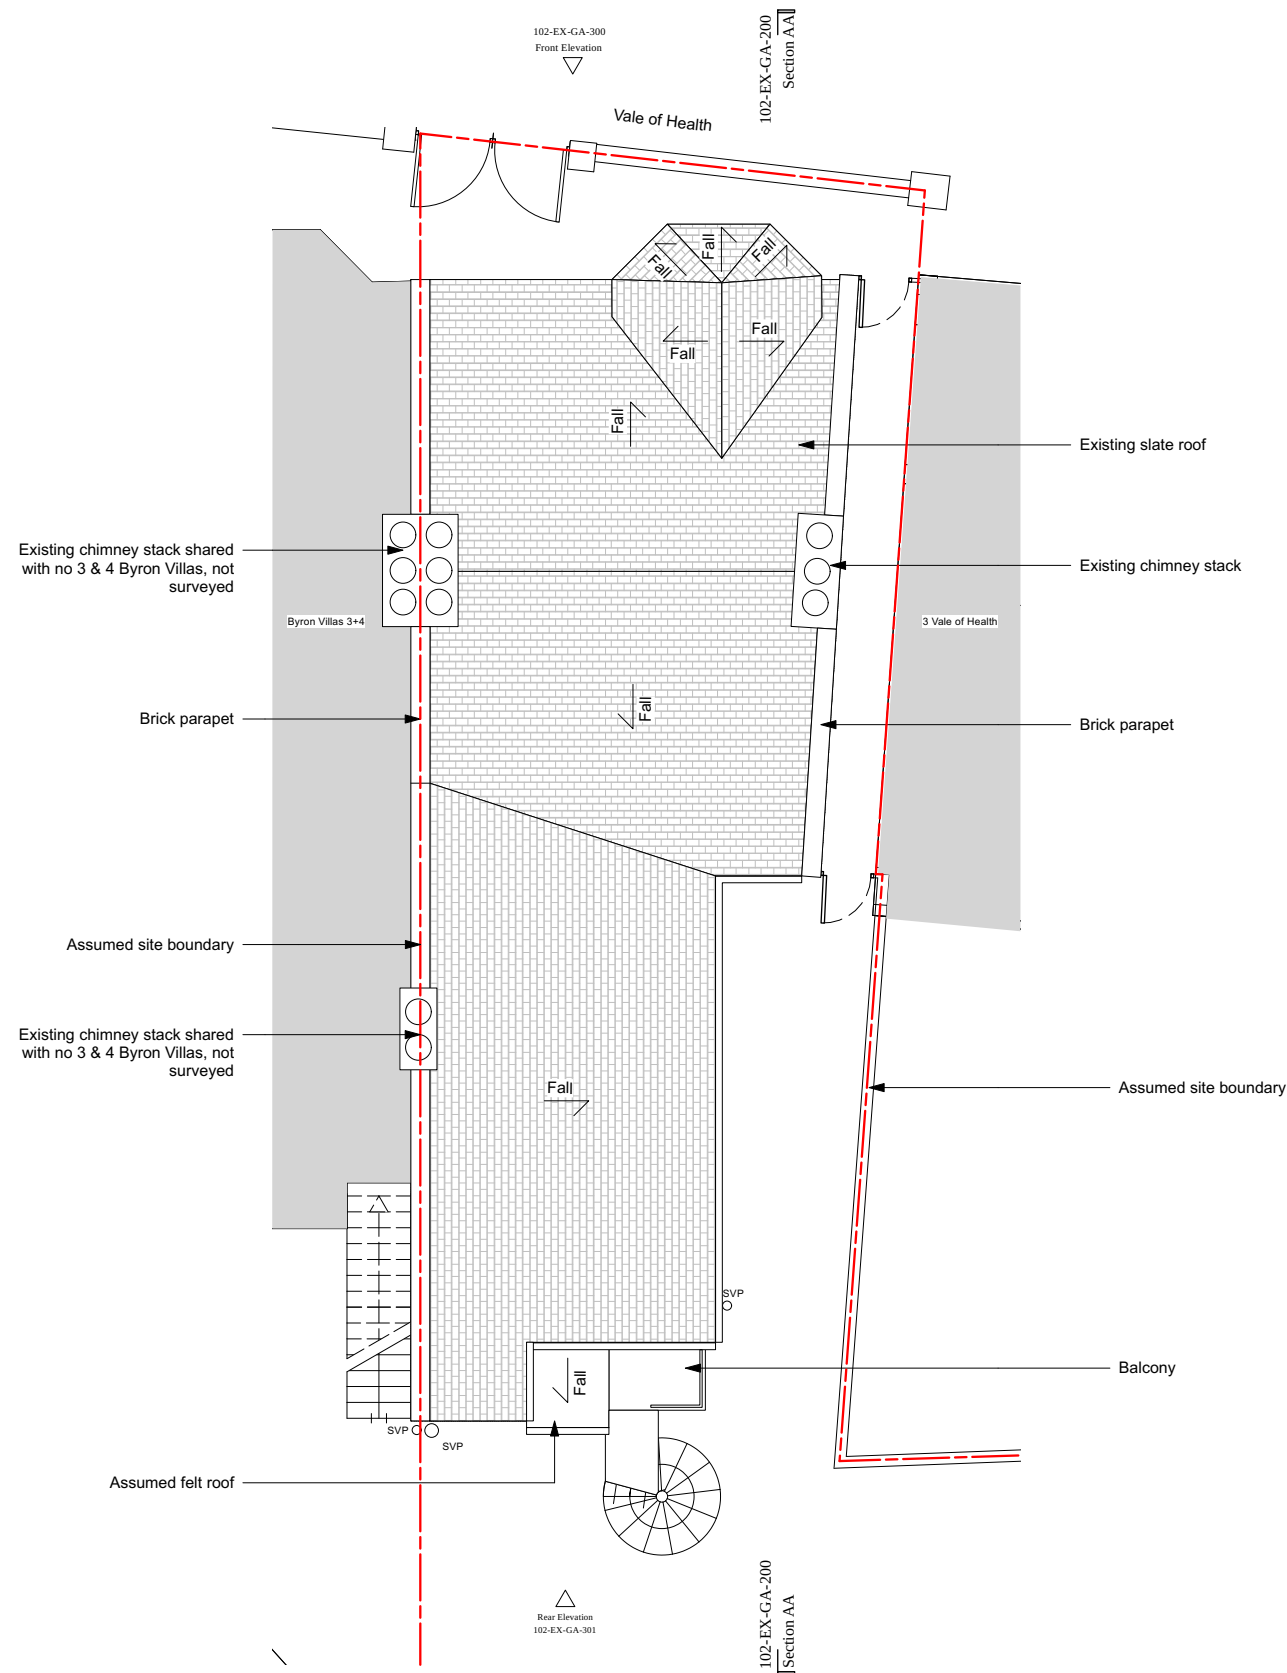 102-EX-GA-300
Front Elevation
102-EX-GA-200
Section AA
Vale of Health
Fall
Fall
Fall
Fall
Fall
Fall
Existing slate roof
Existing chimney stack shared
with no 3 & 4 Byron Villas, not
surveyed
Existing chimney stack
Byron Villas 3+4
3 Vale of Health
Fall
Brick parapet
Brick parapet
Assumed site boundary
Existing chimney stack shared
with no 3 & 4 Byron Villas, not
surveyed
Fall
Assumed site boundary
SVP
Fall
Balcony
SVP
SVP
Assumed felt roof
Rear Elevation
102-EX-GA-301
102-EX-GA-200
Section AA